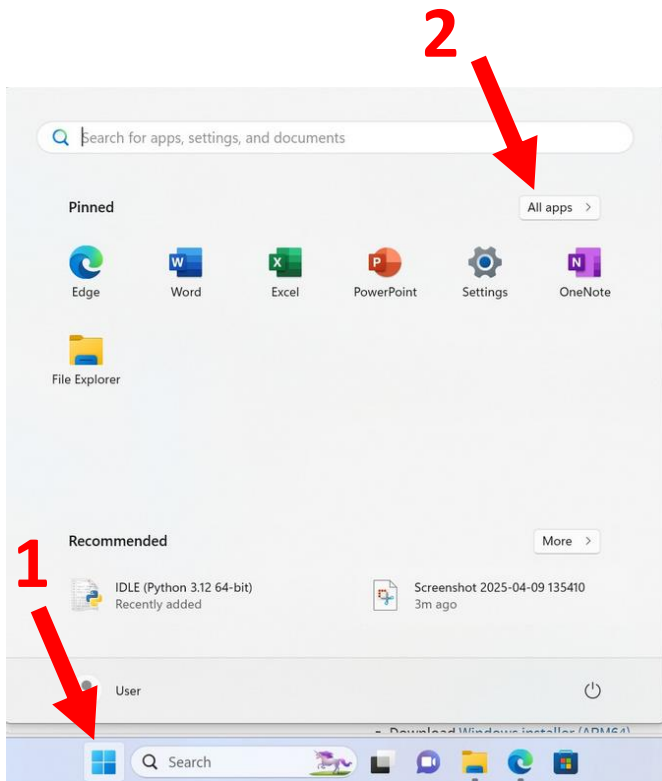 2
Search for apps, settings, and documents
Pinned
All apps >
Edge
Word
Excel
PowerPoint
Settings
OneNote
File Explorer
Recommended
More >
1
IDLE (Python 3.12 64-bit)
Recently added
Screenshot 2025-04-09 135410
3m ago
User
Download Windows installer (ARM64)
Search